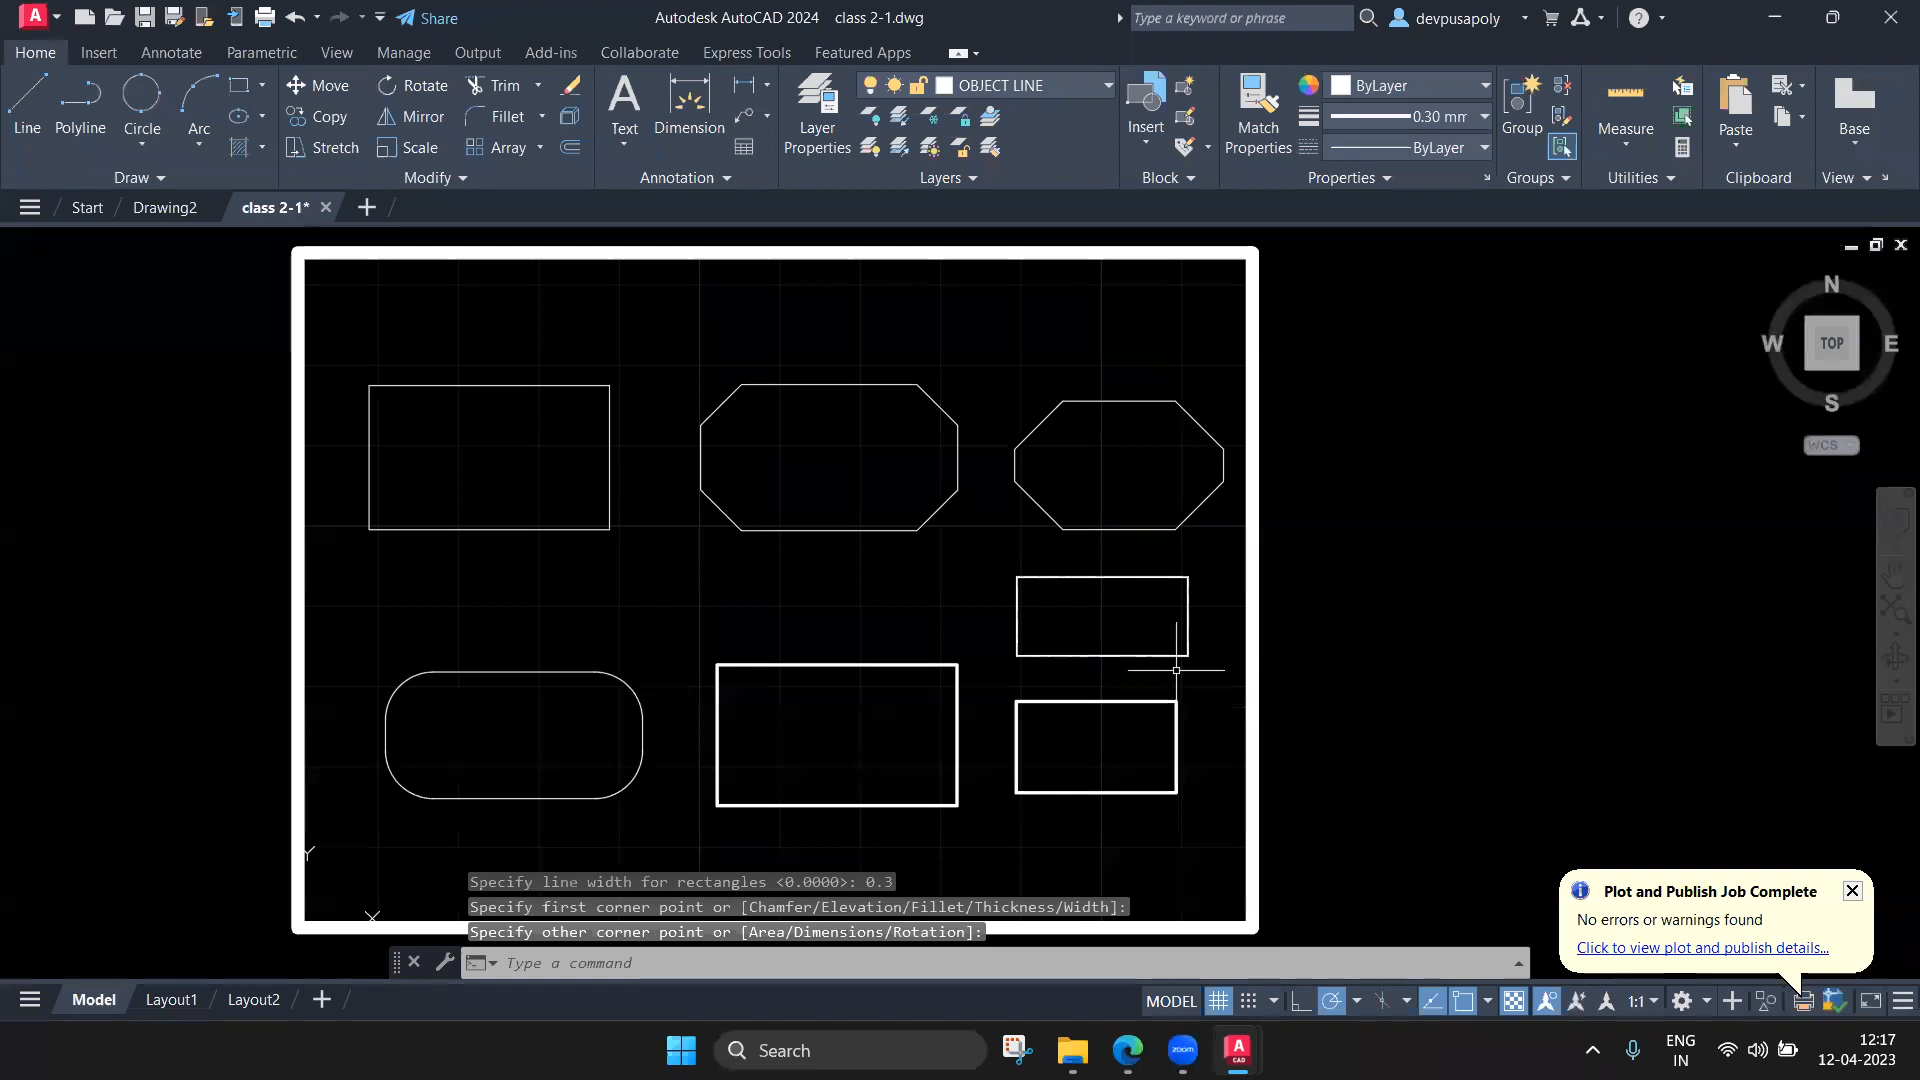 Share
Autodesk AutoCAD 2024 class 2-1.dwg
Type a keyword or phrase
devpusapoly
Home Insert Annotate Parametric View Manage Output Add-ins Collaborate Express Tools Featured Apps
Line Polyline Circle Arc
Draw
Move Rotate Trim
Copy Mirror Fillet
Stretch Scale Array
Modify
Text Dimension
Annotation
Layer Properties
OBJECT LINE
Layers
Insert
Block
Match Properties
ByLayer
0.30 mm
ByLayer
Properties
Group
Groups
Measure
Utilities
Paste
Clipboard
Base
View
Start Drawing2 class 2-1*
N
W TOP E
S
WCS
Y
X
Specify line width for rectangles <0.0000>: 0.3
Specify first corner point or [Chamfer/Elevation/Fillet/Thickness/Width]:
Specify other corner point or [Area/Dimensions/Rotation]:
Type a command
Plot and Publish Job Complete
No errors or warnings found
Click to view plot and publish details...
Model Layout1 Layout2
MODEL 1:1
Search
zoom
A
CAD
ENG
IN
12:17
12-04-2023